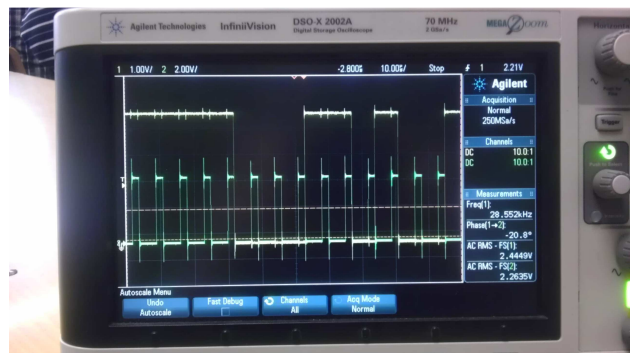 Agilent Technologies InfiniiVision DSO-X 2002A
Digital Storage Oscilloscope
70 MHz
2 GSa/s
MEGA Zoom
Horizontal
1 1.00V/ 2 2.00V/ -2.800s 10.00s/ Stop 1 2.21V
Agilent
Acquisition
Normal
250MSa/s
Channels
DC 10.0:1
DC 10.0:1
Measurements
Freq(1):
28.552kHz
Phase(1→2):
-20.8°
AC RMS - FS(1):
2.4449V
AC RMS - FS(2):
2.2635V
Trigger
Autoscale Menu
Undo Autoscale
Fast Debug
Channels All
Acq Mode Normal